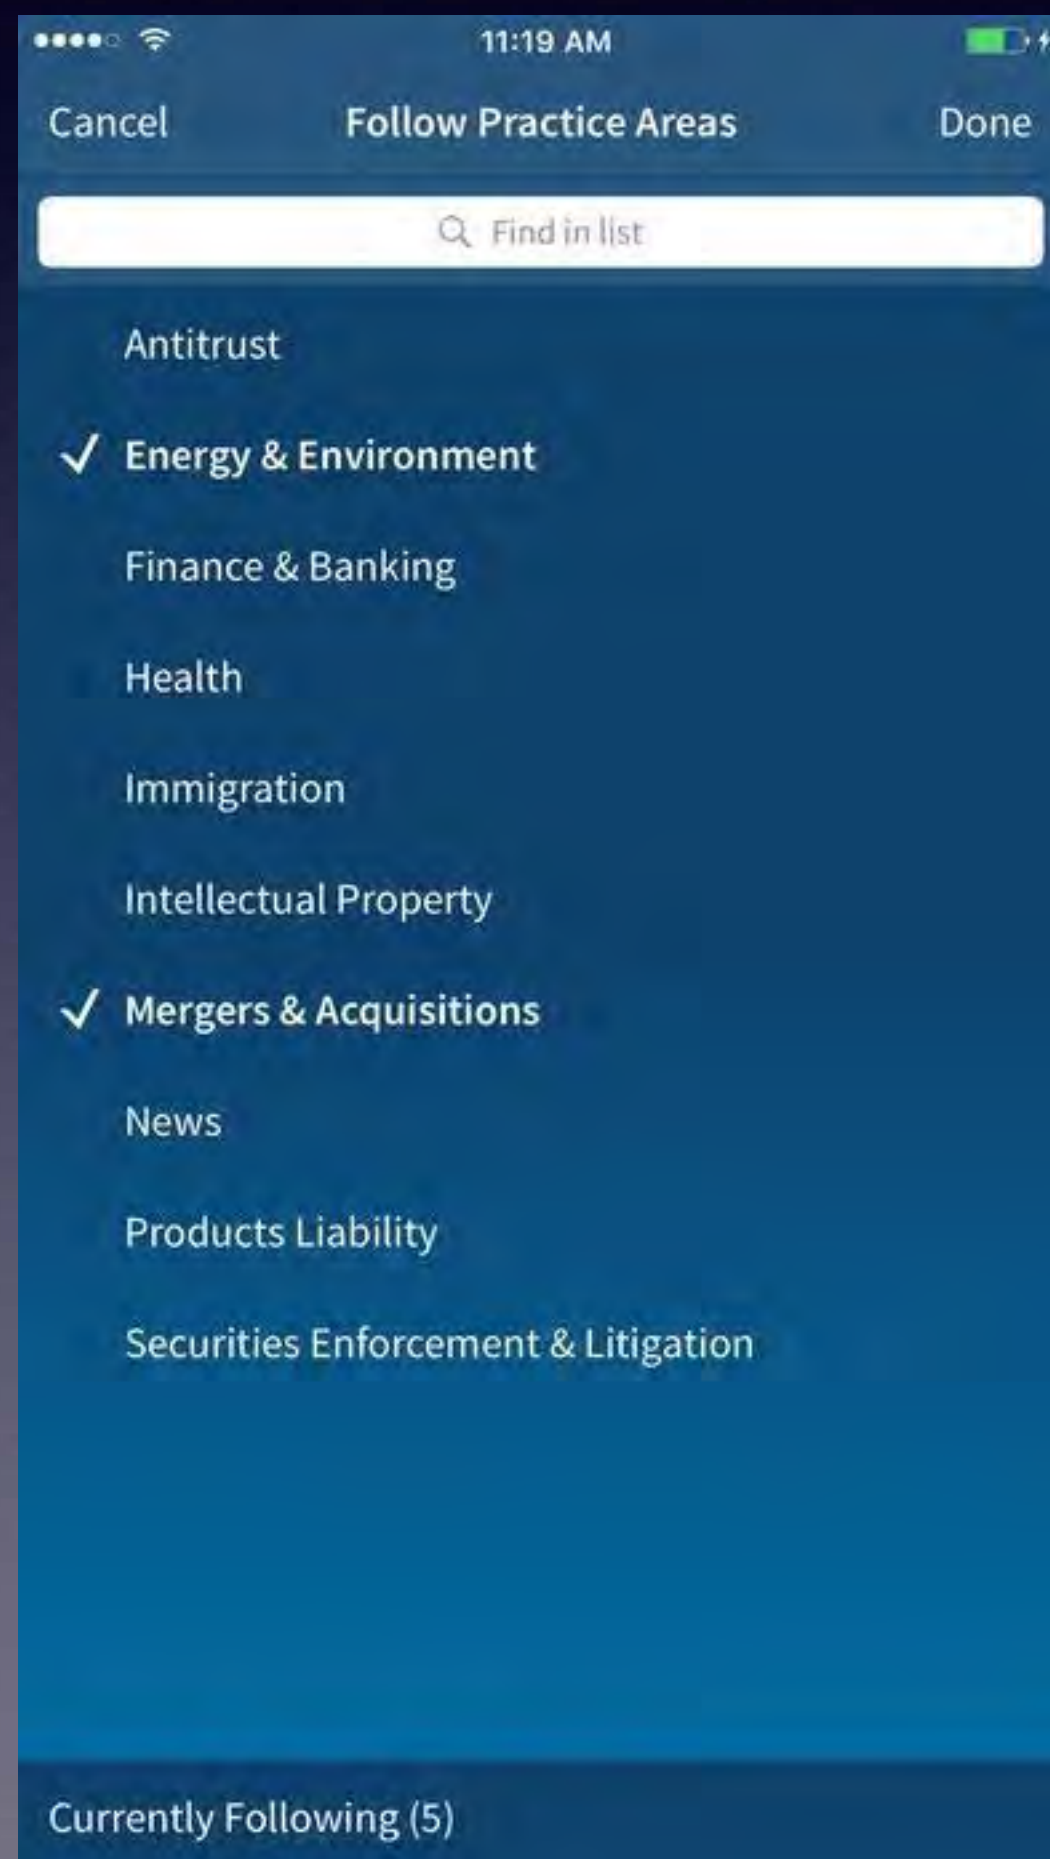 11:19 AM
Cancel Follow Practice Areas Done
Find in list
Antitrust
✓ Energy & Environment
Finance & Banking
Health
Immigration
Intellectual Property
✓ Mergers & Acquisitions
News
Products Liability
Securities Enforcement & Litigation
Currently Following (5)